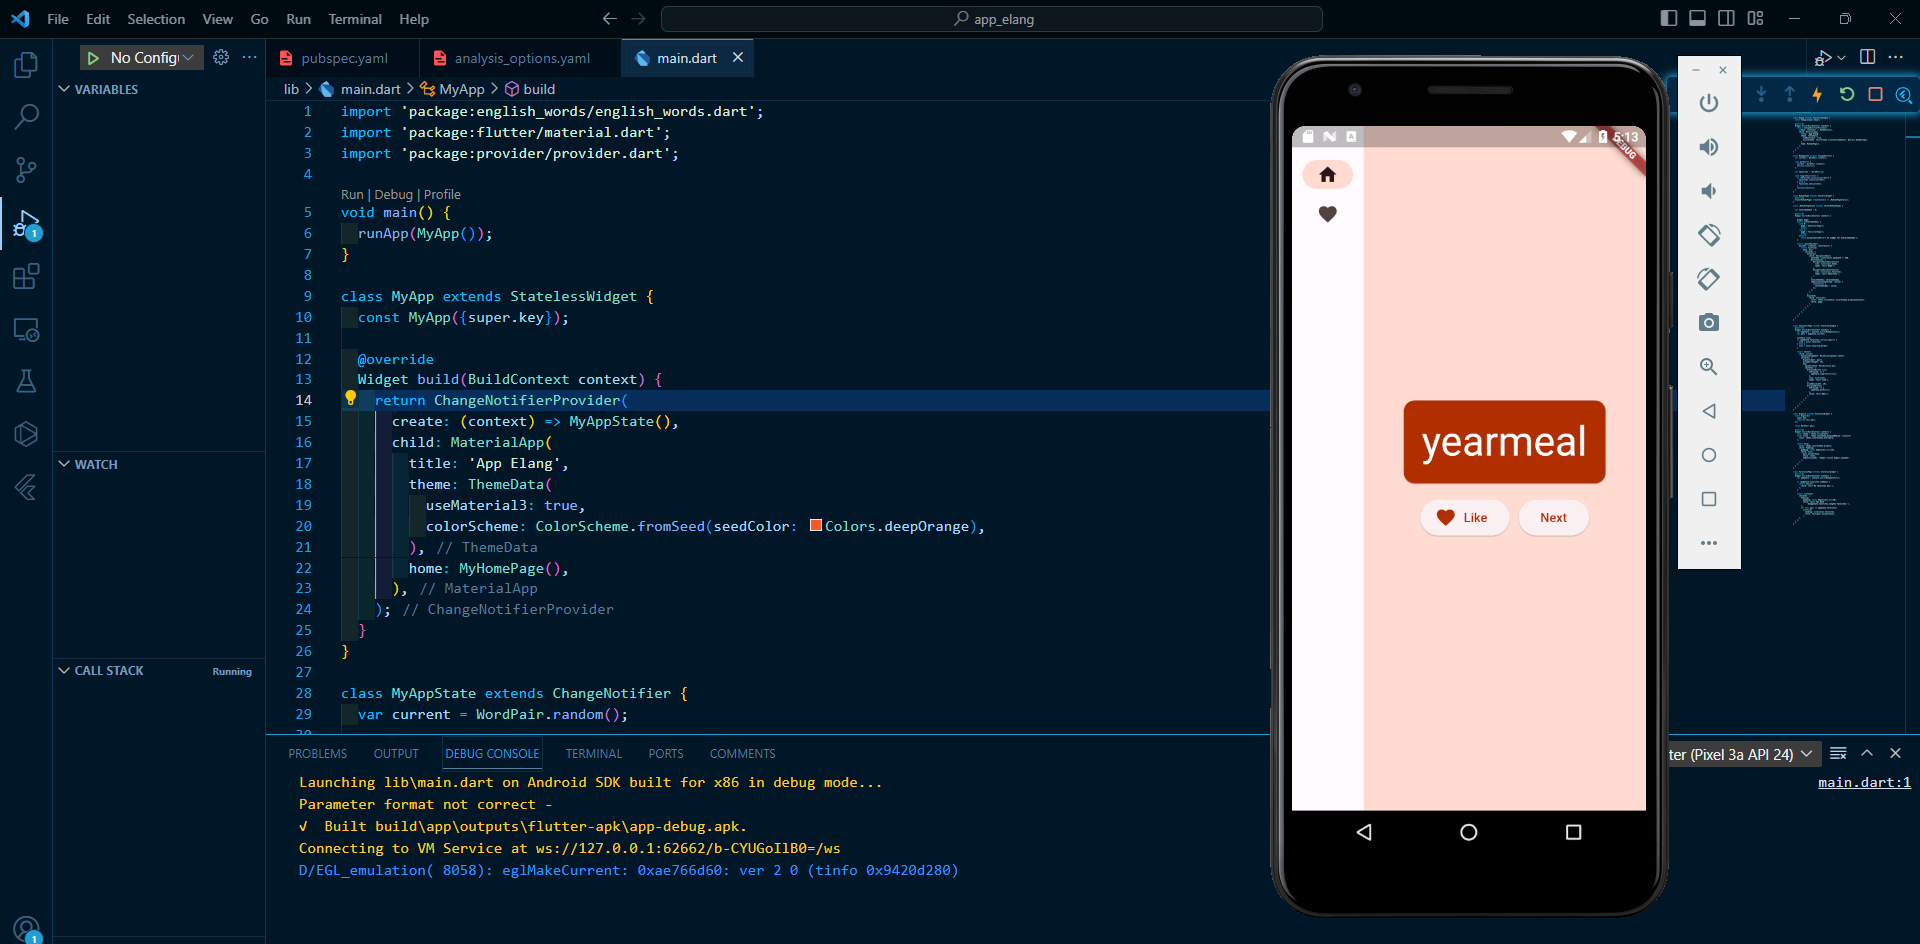 File Edit Selection View Go Run Terminal Help
app_elang
No Config
pubspec.yaml analysis_options.yaml main.dart
lib > main.dart > MyApp > build
VARIABLES
WATCH
CALL STACK Running
1 import 'package:english_words/english_words.dart';
2 import 'package:flutter/material.dart';
3 import 'package:provider/provider.dart';
4
Run | Debug | Profile
5 void main() {
6 runApp(MyApp());
7 }
8
9 class MyApp extends StatelessWidget {
10 const MyApp({super.key});
11
12 @override
13 Widget build(BuildContext context) {
14 return ChangeNotifierProvider(
15 create: (context) => MyAppState(),
16 child: MaterialApp(
17 title: 'App Elang',
18 theme: ThemeData(
19 useMaterial3: true,
20 colorScheme: ColorScheme.fromSeed(seedColor: Colors.deepOrange),
21 ), // ThemeData
22 home: MyHomePage(),
23 ), // MaterialApp
24 ); // ChangeNotifierProvider
25 }
26 }
27
28 class MyAppState extends ChangeNotifier {
29 var current = WordPair.random();
PROBLEMS OUTPUT DEBUG CONSOLE TERMINAL PORTS COMMENTS
ter (Pixel 3a API 24)
Launching lib\main.dart on Android SDK built for x86 in debug mode...
main.dart:1
Parameter format not correct -
√ Built build\app\outputs\flutter-apk\app-debug.apk.
Connecting to VM Service at ws://127.0.0.1:62662/b-CYUGoIlB0=/ws
D/EGL_emulation( 8058): eglMakeCurrent: 0xae766d60: ver 2 0 (tinfo 0x9420d280)
5:13
DEBUG
yearmeal
Like Next
1
1